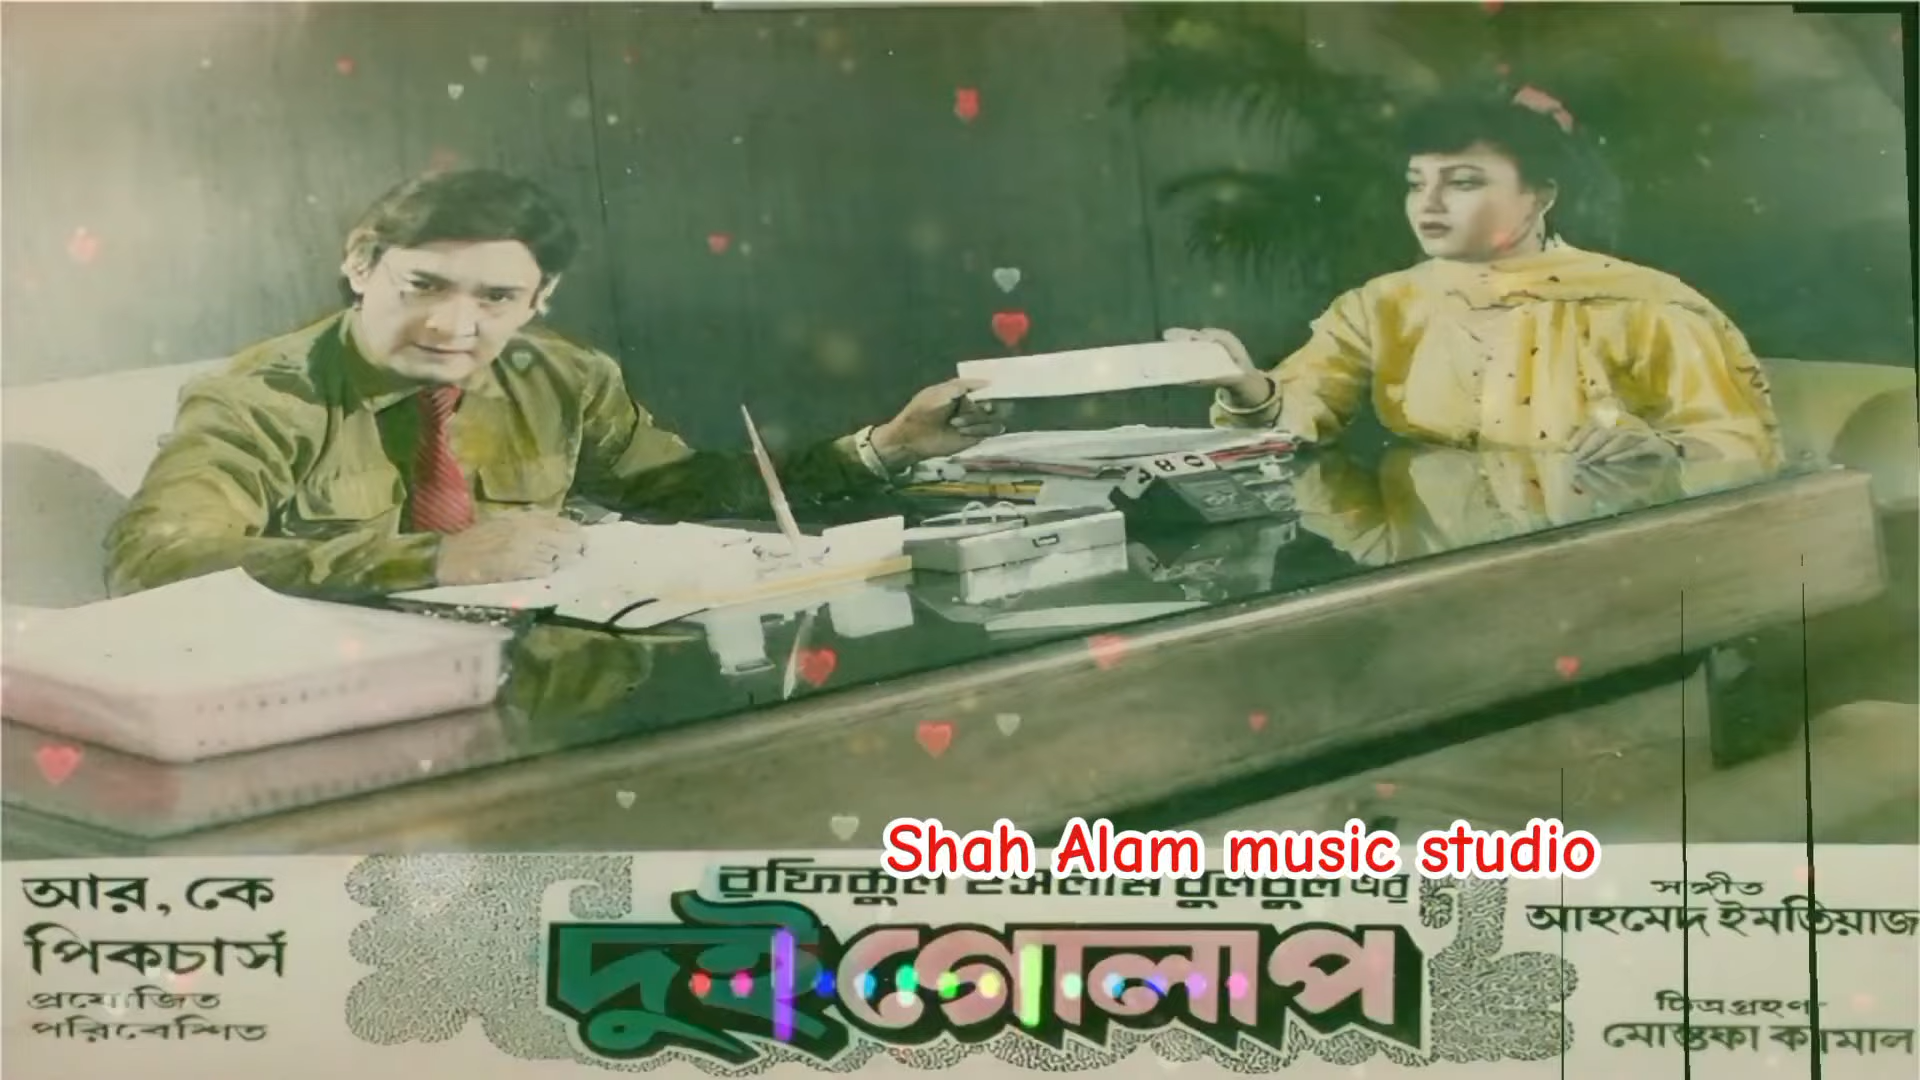 Shah Alam music studio
আর, কে
পিকচার্স
প্রযোজিত
পরিবেশিত
রফিকুল ইসলাম বুলবুল এর
দুই গোলাপ
সঙ্গীত
আহমেদ ইমতিয়াজ
চিত্রগ্রহণ
মোস্তফা কামাল